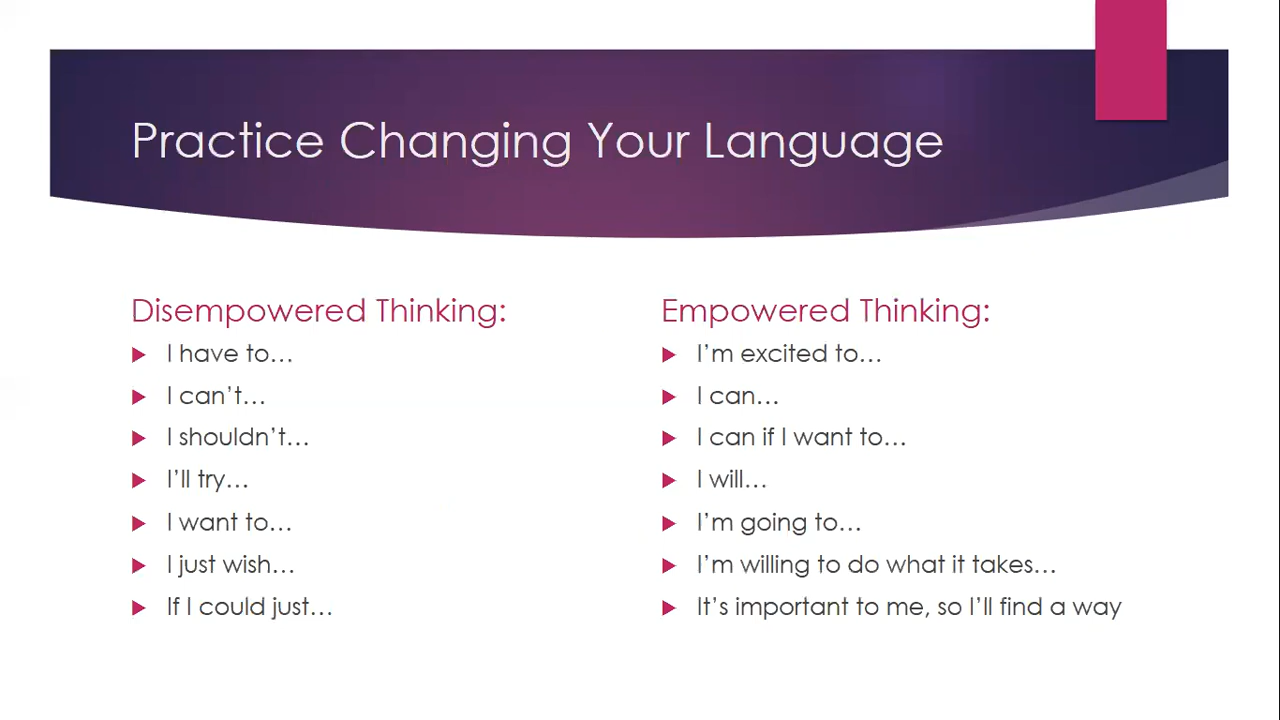 Practice Changing Your Language
Disempowered Thinking:
I have to…
I can’t…
I shouldn’t…
I’ll try…
I want to…
I just wish…
If I could just…
Empowered Thinking:
I’m excited to…
I can…
I can if I want to…
I will…
I’m going to…
I’m willing to do what it takes…
It’s important to me, so I’ll find a way